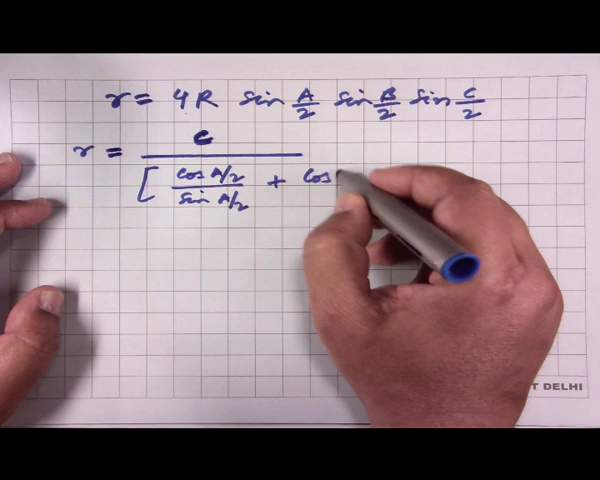 r = 4R sin A/2 sin B/2 sin C/2
r = c / [ cos A/2 / sin A/2 + cos
T DELHI